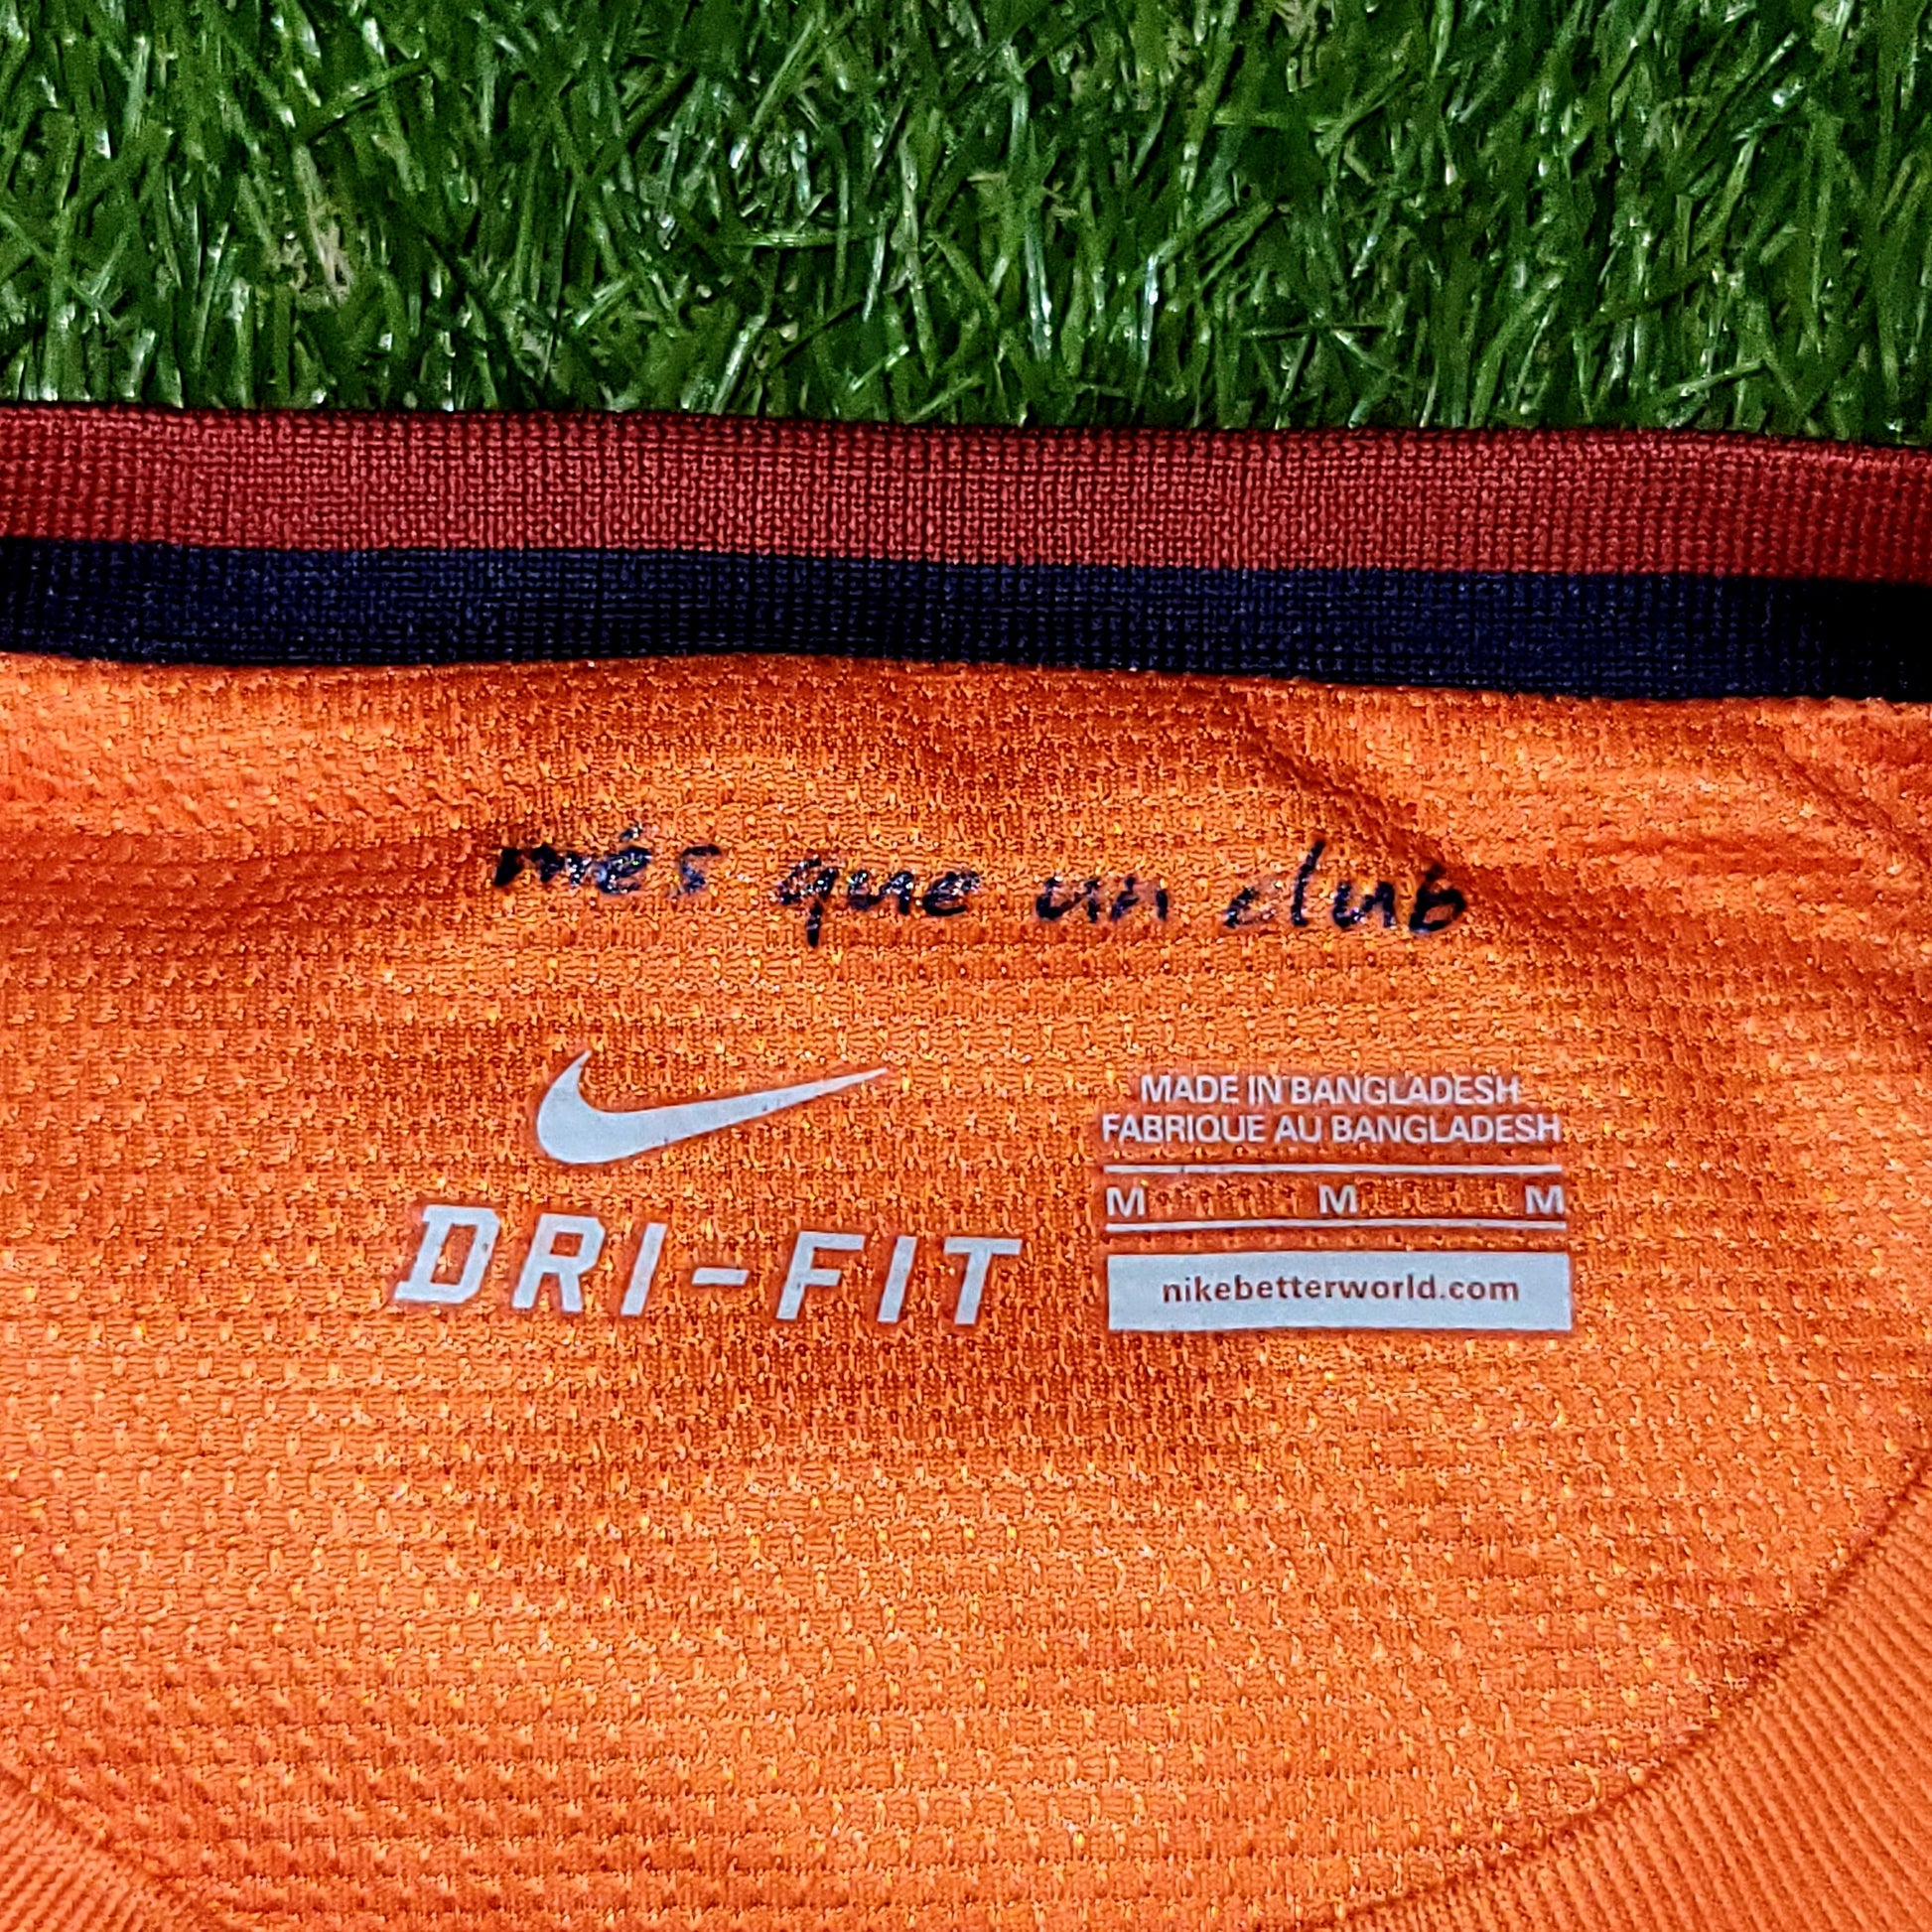 més que un club
DRI-FIT
MADE IN BANGLADESH
FABRIQUE AU BANGLADESH
M M M
nikebetterworld.com